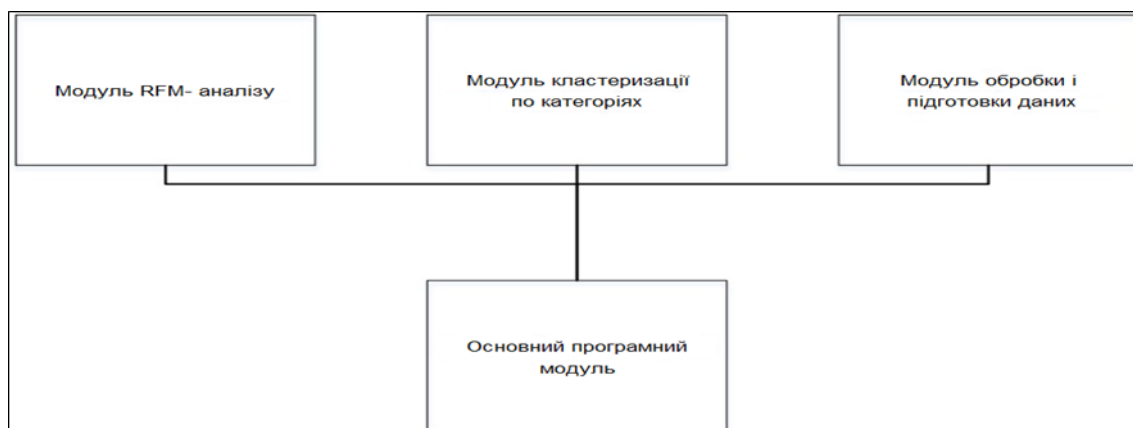 Модуль RFM- аналізу
Модуль кластеризації
по категоріях
Модуль обробки і
підготовки даних
Основний програмний
модуль